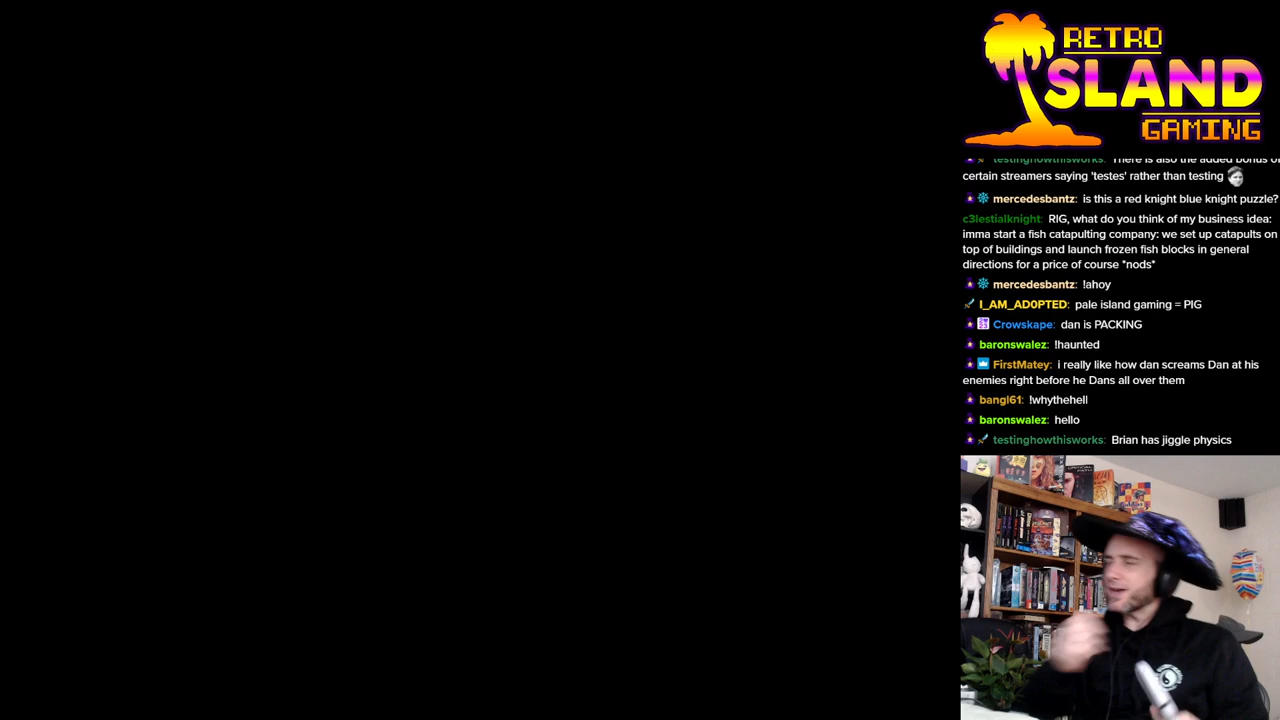 RETRO
ISLAND
GAMING
testinghowthisworks: There is also the added bonus of
certain streamers saying 'testes' rather than testing
mercedesbantz: is this a red knight blue knight puzzle?
c3lestialknight: RIG, what do you think of my business idea:
imma start a fish catapulting company: we set up catapults on
top of buildings and launch frozen fish blocks in general
directions for a price of course *nods*
mercedesbantz: !ahoy
I_AM_AD0PTED: pale island gaming = PIG
Crowskape: dan is PACKING
baronswalez: !haunted
FirstMatey: i really like how dan screams Dan at his
enemies right before he Dans all over them
bangl61: !whythehell
baronswalez: hello
testinghowthisworks: Brian has jiggle physics